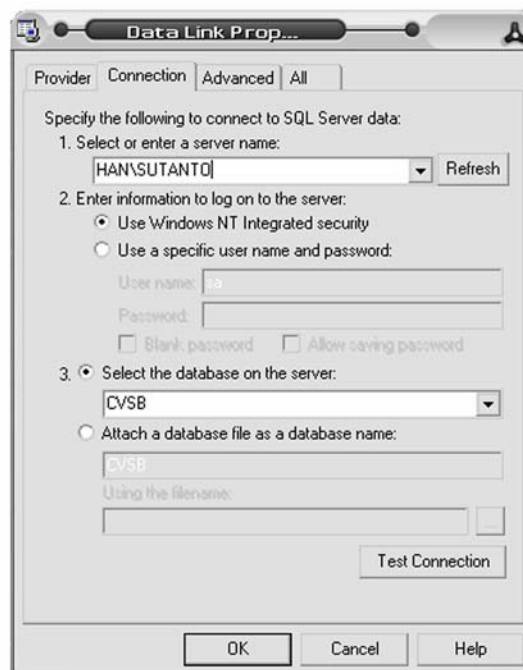 Data Link Prop...
Provider Connection Advanced All
Specify the following to connect to SQL Server data:
1. Select or enter a server name:
HAN\SUTANTO Refresh
2. Enter information to log on to the server:
Use Windows NT Integrated security
Use a specific user name and password:
User name: sa
Password:
Blank password Allow saving password
3. Select the database on the server:
CVSB
Attach a database file as a database name:
CVSB
Using the filename:
...
Test Connection
OK Cancel Help